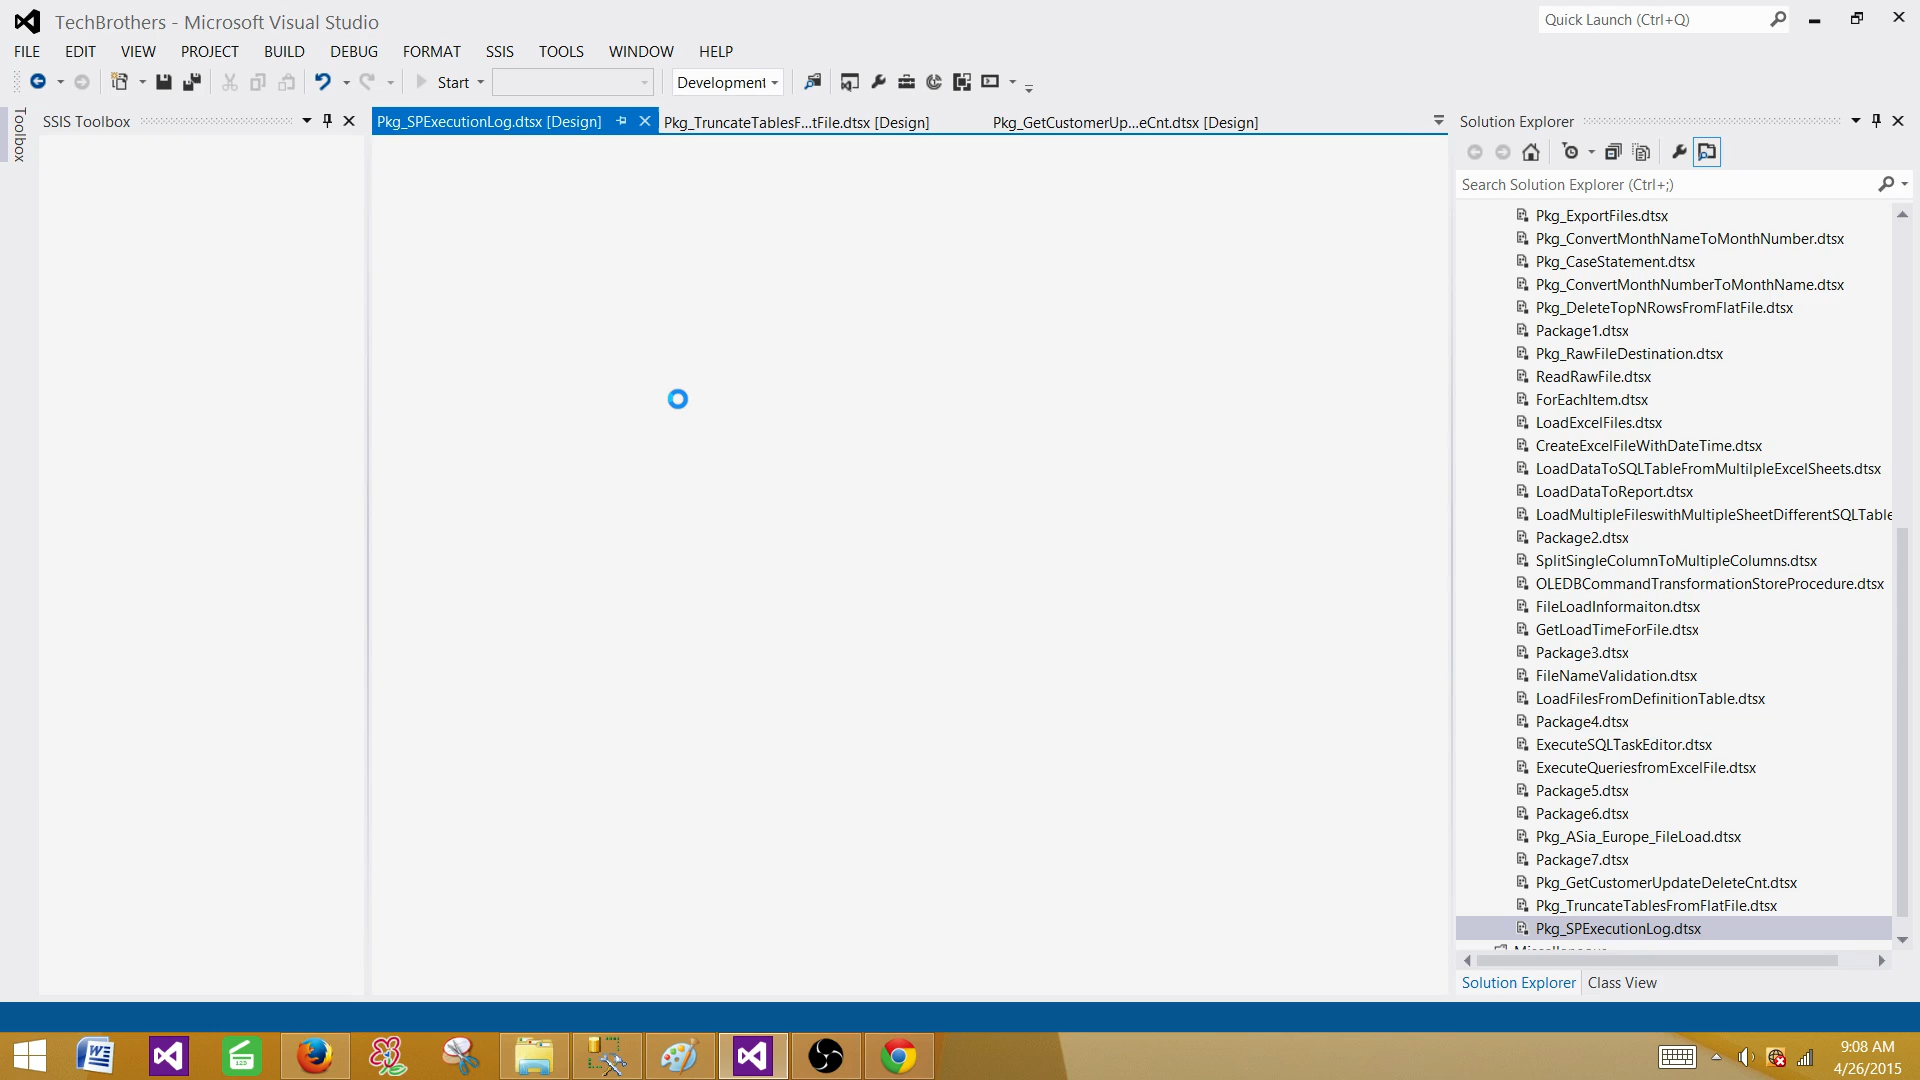 TechBrothers - Microsoft Visual Studio
Quick Launch (Ctrl+Q)
FILE EDIT VIEW PROJECT BUILD DEBUG FORMAT SSIS TOOLS WINDOW HELP
Start
Development
Toolbox
SSIS Toolbox
Pkg_SPExecutionLog.dtsx [Design]
Pkg_TruncateTablesF...tFile.dtsx [Design]
Pkg_GetCustomerUp...eCnt.dtsx [Design]
Solution Explorer
Search Solution Explorer (Ctrl+;)
Pkg_ExportFiles.dtsx
Pkg_ConvertMonthNameToMonthNumber.dtsx
Pkg_CaseStatement.dtsx
Pkg_ConvertMonthNumberToMonthName.dtsx
Pkg_DeleteTopNRowsFromFlatFile.dtsx
Package1.dtsx
Pkg_RawFileDestination.dtsx
ReadRawFile.dtsx
ForEachItem.dtsx
LoadExcelFiles.dtsx
CreateExcelFileWithDateTime.dtsx
LoadDataToSQLTableFromMultilpleExcelSheets.dtsx
LoadDataToReport.dtsx
LoadMultipleFileswithMultipleSheetDifferentSQLTable
Package2.dtsx
SplitSingleColumnToMultipleColumns.dtsx
OLEDBCommandTransformationStoreProcedure.dtsx
FileLoadInformaiton.dtsx
GetLoadTimeForFile.dtsx
Package3.dtsx
FileNameValidation.dtsx
LoadFilesFromDefinitionTable.dtsx
Package4.dtsx
ExecuteSQLTaskEditor.dtsx
ExecuteQueriesfromExcelFile.dtsx
Package5.dtsx
Package6.dtsx
Pkg_ASia_Europe_FileLoad.dtsx
Package7.dtsx
Pkg_GetCustomerUpdateDeleteCnt.dtsx
Pkg_TruncateTablesFromFlatFile.dtsx
Pkg_SPExecutionLog.dtsx
Miscellaneous
Solution Explorer Class View
9:08 AM
4/26/2015